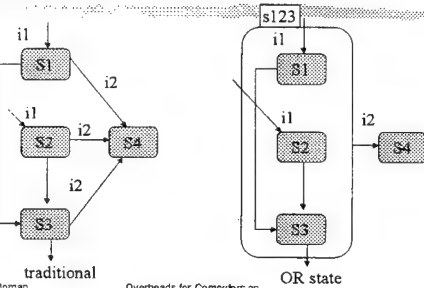 s123
i1
i1
S1
S1
i2
i1
i1
i2
i2
S2
S4
S2
S4
i2
S3
S3
traditional
OR state
Overheads for Computers as